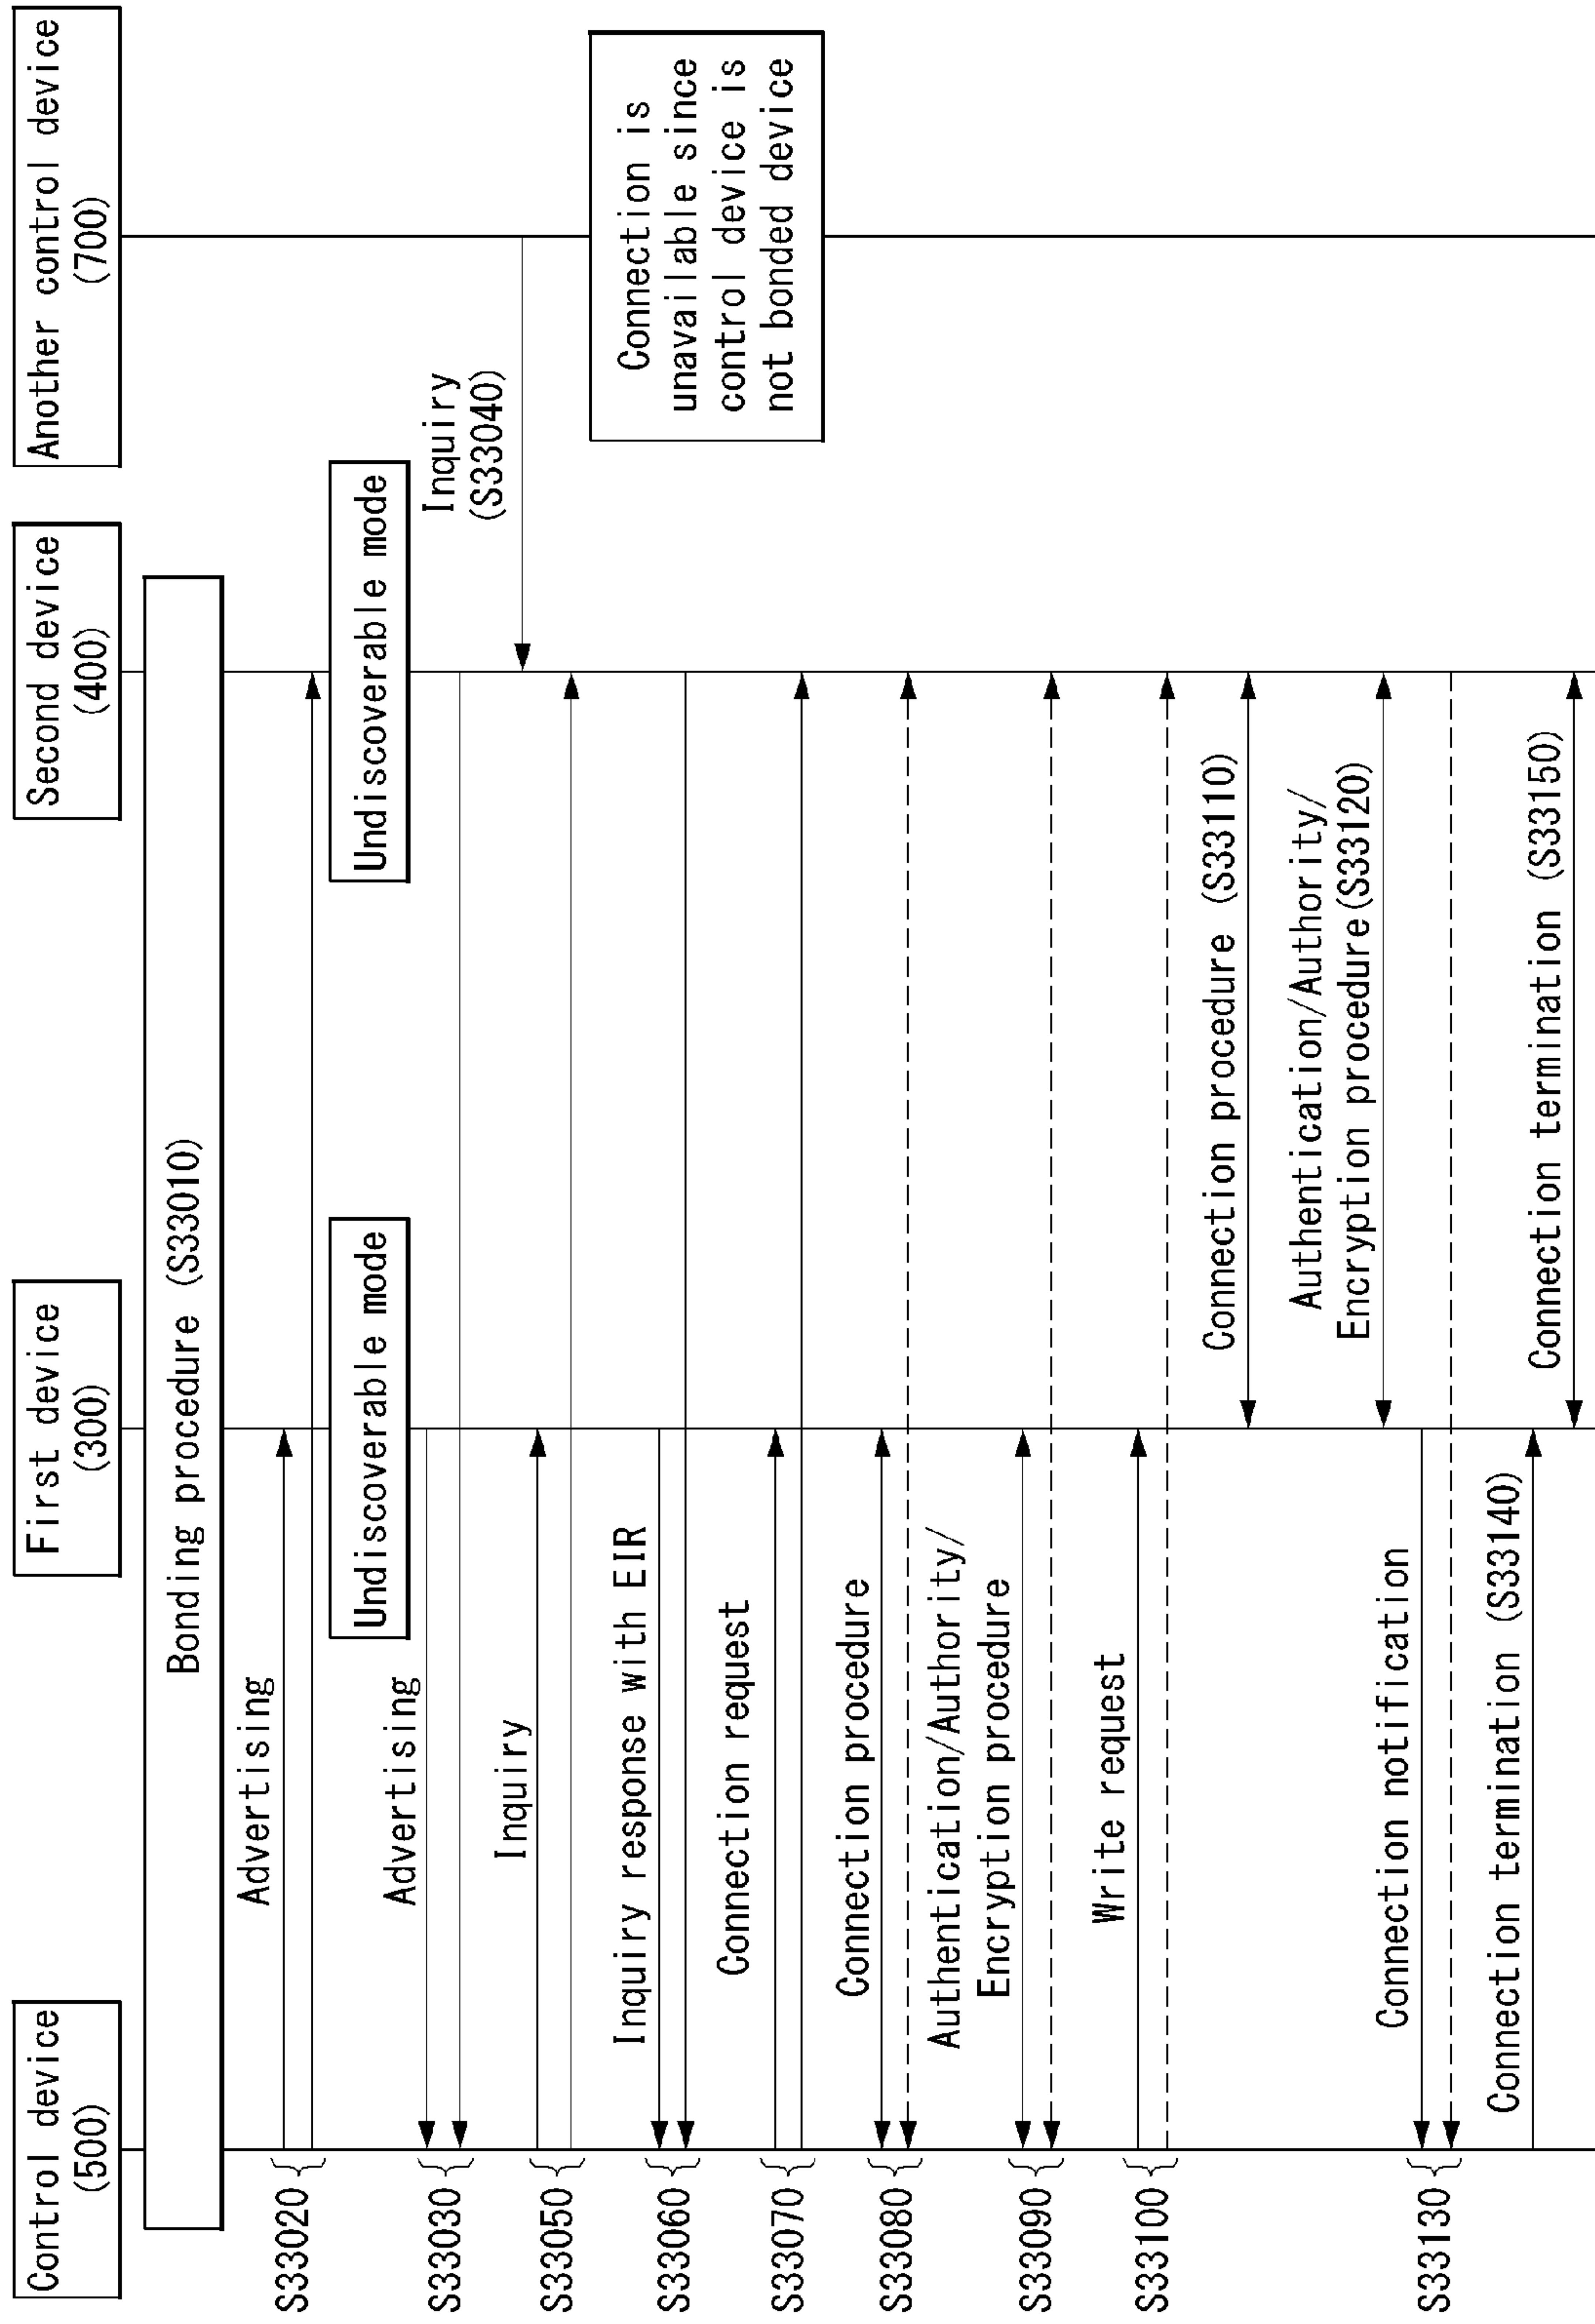 Control device
(500)
First device
(300)
Second device
(400)
Another control device
(700)
Bonding procedure (S33010)
S33020
Advertising
Undiscoverable mode
Undiscoverable mode
S33030
Advertising
Inquiry
(S33040)
S33050
Inquiry
S33060
Inquiry response with EIR
Connection is
unavailable since
control device is
not bonded device
S33070
Connection request
S33080
Connection procedure
S33090
Authentication/Authority/
Encryption procedure
S33100
Write request
Connection procedure (S33110)
Authentication/Authority/
Encryption procedure(S33120)
S33130
Connection notification
Connection termination (S33140)
Connection termination (S33150)